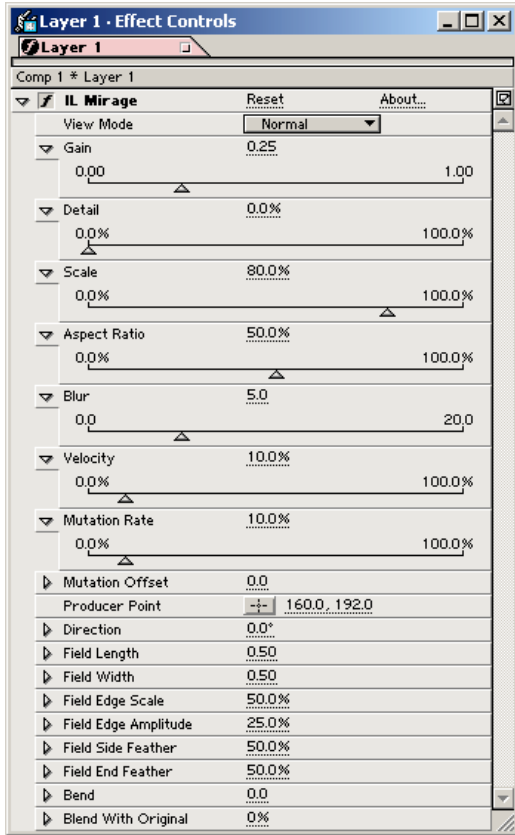 Layer 1 · Effect Controls
Layer 1
Comp 1 * Layer 1
IL Mirage Reset About...
View Mode Normal
Gain 0.25
0.00 1.00
Detail 0.0%
0.0% 100.0%
Scale 80.0%
0.0% 100.0%
Aspect Ratio 50.0%
0.0% 100.0%
Blur 5.0
0.0 20.0
Velocity 10.0%
0.0% 100.0%
Mutation Rate 10.0%
0.0% 100.0%
Mutation Offset 0.0
Producer Point 160.0, 192.0
Direction 0.0°
Field Length 0.50
Field Width 0.50
Field Edge Scale 50.0%
Field Edge Amplitude 25.0%
Field Side Feather 50.0%
Field End Feather 50.0%
Bend 0.0
Blend With Original 0%